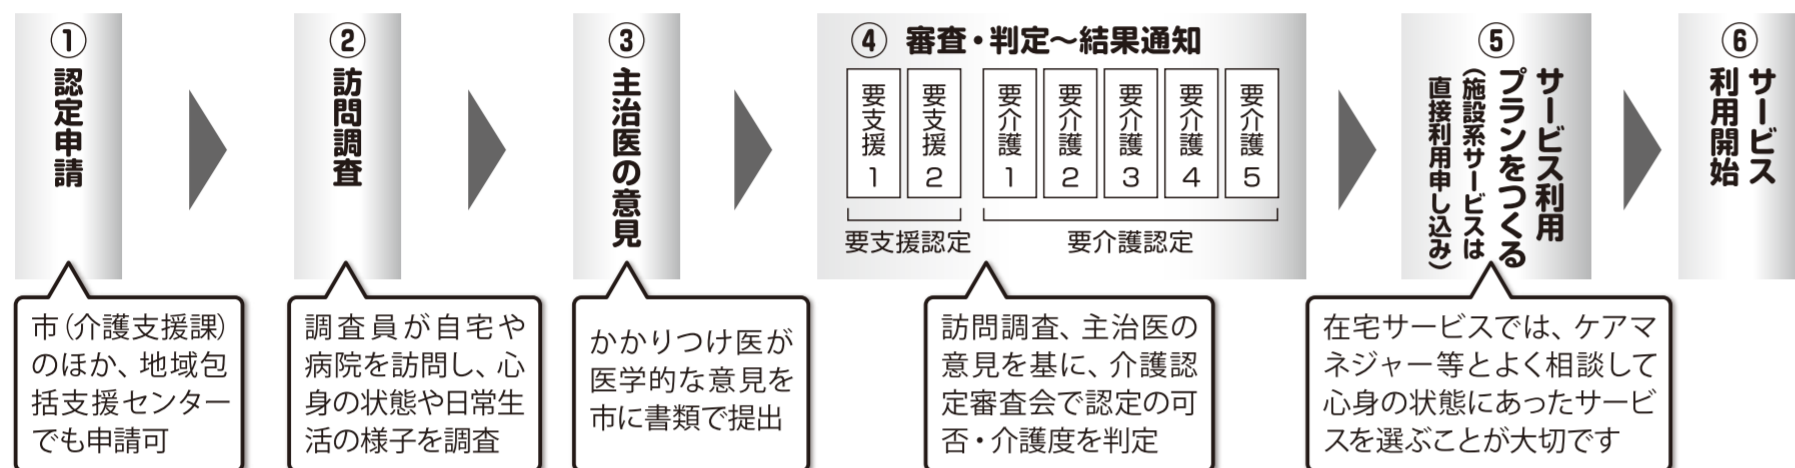 ① 認定申請
市（介護支援課）
のほか、地域包
括支援センター
でも申請可
② 訪問調査
調査員が自宅や
病院を訪問し、心
身の状態や日常生
活の様子を調査
③ 主治医の意見
かかりつけ医が
医学的な意見を
市に書類で提出
④ 審査・判定～結果通知
要支援1
要支援2
要介護1
要介護2
要介護3
要介護4
要介護5
要支援認定
要介護認定
訪問調査、主治医の
意見を基に、介護認
定審査会で認定の可
否・介護度を判定
⑤
サービス利用
プランをつくる
（施設系サービスは
直接利用申し込み）
在宅サービスでは、ケアマ
ネジャー等とよく相談して
心身の状態にあったサービ
スを選ぶことが大切です
⑥
サービス
利用開始